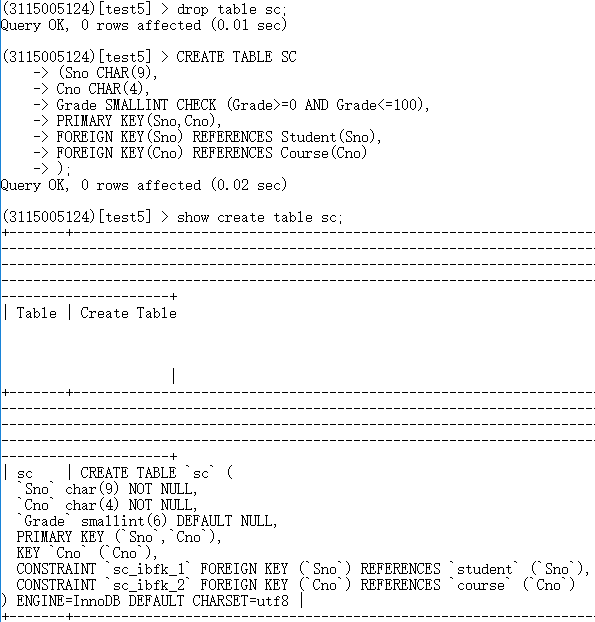 (3115005124)[test5] > drop table sc;
Query OK, 0 rows affected (0.01 sec)
(3115005124)[test5] > CREATE TABLE SC
    -> (Sno CHAR(9),
    -> Cno CHAR(4),
    -> Grade SMALLINT CHECK (Grade>=0 AND Grade<=100),
    -> PRIMARY KEY(Sno,Cno),
    -> FOREIGN KEY(Sno) REFERENCES Student(Sno),
    -> FOREIGN KEY(Cno) REFERENCES Course(Cno)
    -> );
Query OK, 0 rows affected (0.02 sec)
(3115005124)[test5] > show create table sc;
| Table | Create Table
|
| sc    | CREATE TABLE `sc` (
  `Sno` char(9) NOT NULL,
  `Cno` char(4) NOT NULL,
  `Grade` smallint(6) DEFAULT NULL,
  PRIMARY KEY (`Sno`,`Cno`),
  KEY `Cno` (`Cno`),
  CONSTRAINT `sc_ibfk_1` FOREIGN KEY (`Sno`) REFERENCES `student` (`Sno`),
  CONSTRAINT `sc_ibfk_2` FOREIGN KEY (`Cno`) REFERENCES `course` (`Cno`)
) ENGINE=InnoDB DEFAULT CHARSET=utf8 |